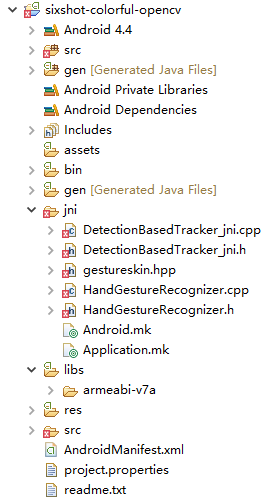 sixshot-colorful-opencv
Android 4.4
src
gen [Generated Java Files]
Android Private Libraries
Android Dependencies
Includes
assets
bin
gen [Generated Java Files]
jni
DetectionBasedTracker_jni.cpp
DetectionBasedTracker_jni.h
gestureskin.hpp
HandGestureRecognizer.cpp
HandGestureRecognizer.h
Android.mk
Application.mk
libs
armeabi-v7a
res
src
AndroidManifest.xml
project.properties
readme.txt